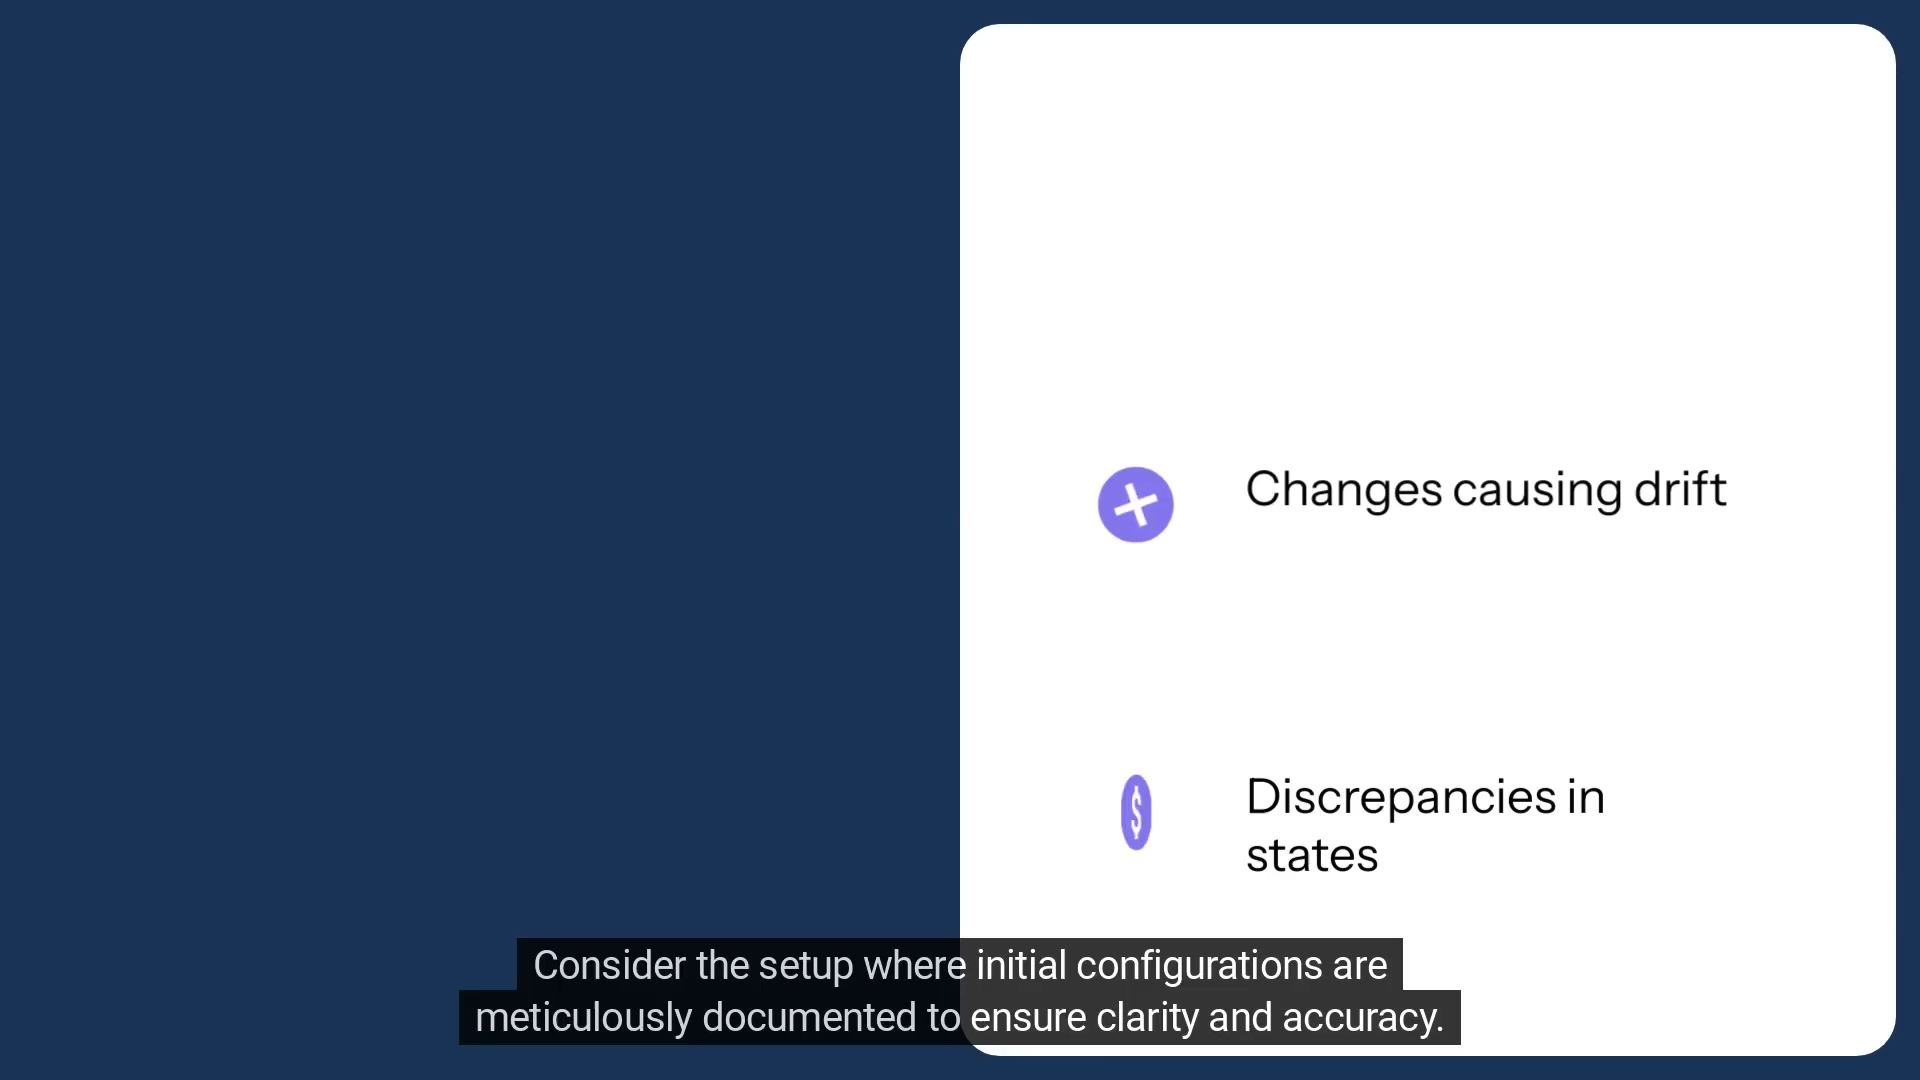 Changes causing drift
Discrepancies in
states
Consider the setup where initial configurations are
meticulously documented to ensure clarity and accuracy.